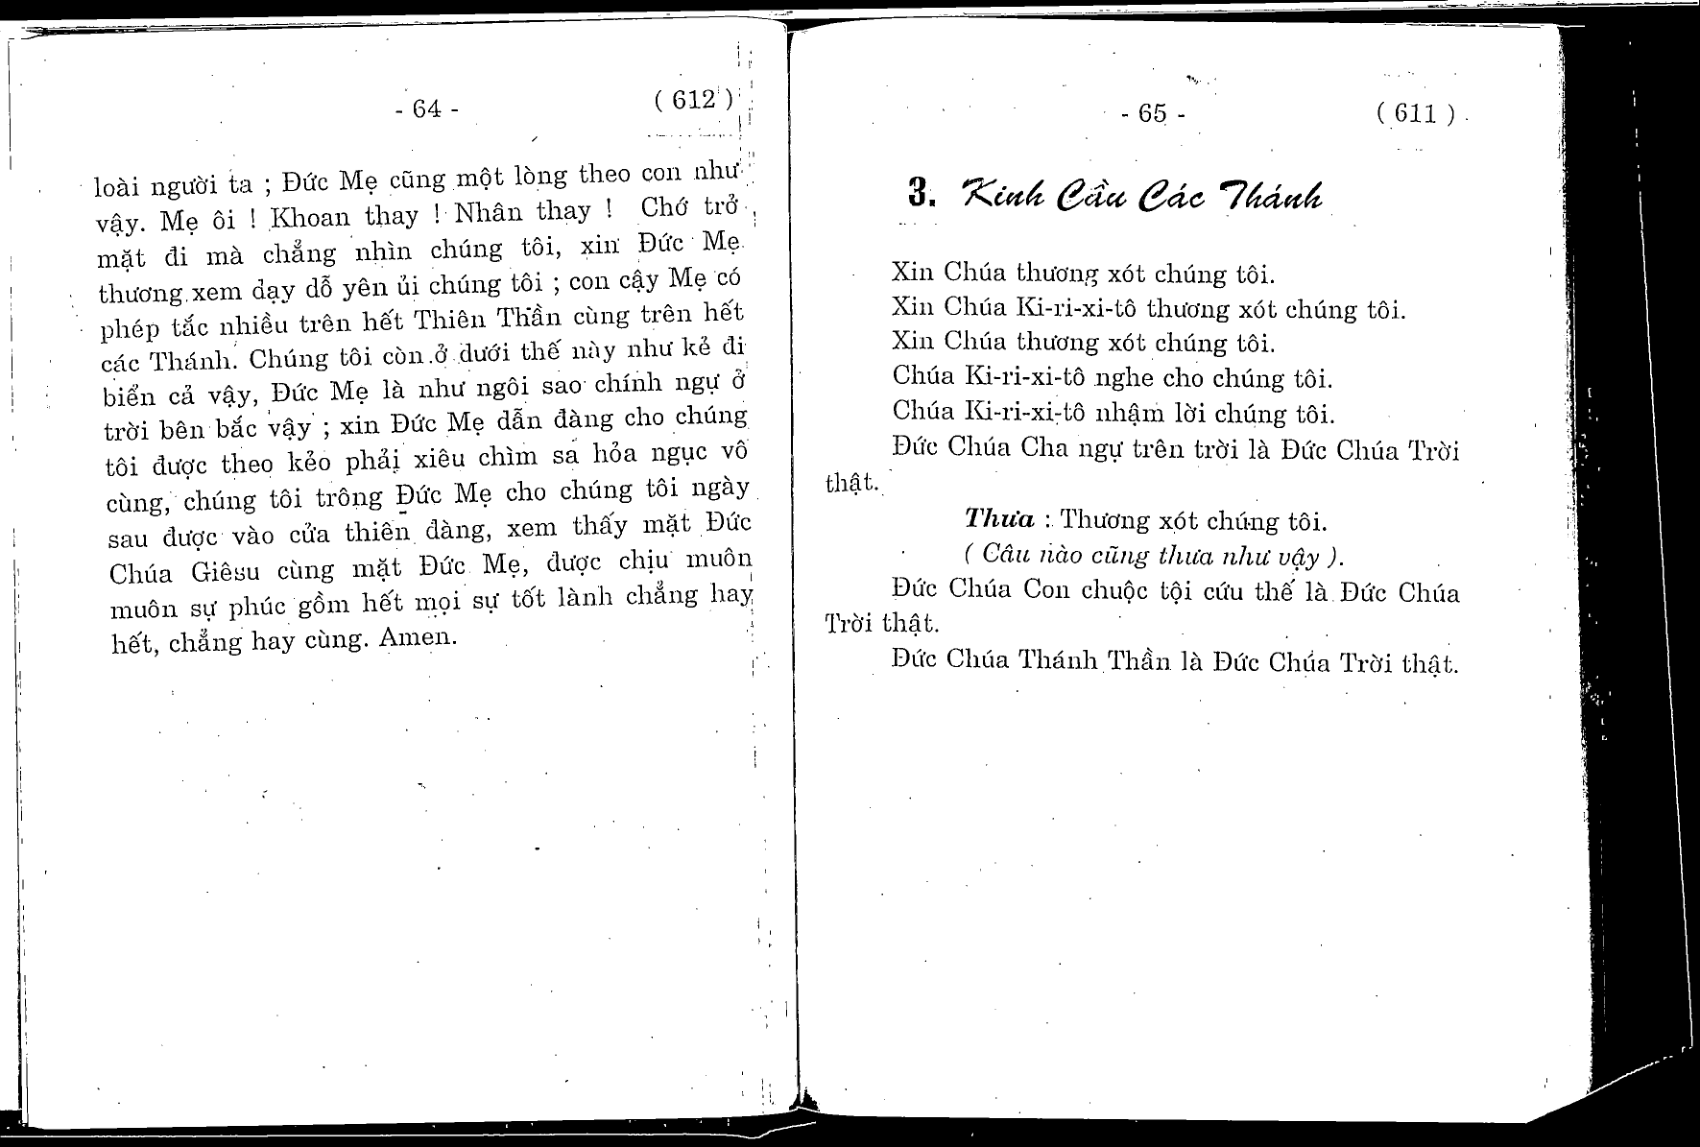 - 64 -
( 612 )
loài người ta ; Đức Mẹ cũng một lòng theo con như
vậy. Mẹ ôi ! Khoan thay ! Nhân thay ! Chớ trở
mặt đi mà chẳng nhìn chúng tôi, xin Đức Mẹ
thương xem dạy dỗ yên ủi chúng tôi ; con cậy Mẹ có
phép tắc nhiều trên hết Thiên Thần cùng trên hết
các Thánh. Chúng tôi còn ở dưới thế này như kẻ đi
biển cả vậy, Đức Mẹ là như ngôi sao chính ngự ở
trời bên bắc vậy ; xin Đức Mẹ dẫn đàng cho chúng
tôi được theo kẻo phải xiêu chìm sa hỏa ngục vô
cùng, chúng tôi trông Đức Mẹ cho chúng tôi ngày
sau được vào cửa thiên đàng, xem thấy mặt Đức
Chúa Giêsu cùng mặt Đức Mẹ, được chịu muôn
muôn sự phúc gồm hết mọi sự tốt lành chẳng hay
hết, chẳng hay cùng. Amen.
- 65 -
( 611 )
3. Kinh Cầu Các Thánh
Xin Chúa thương xót chúng tôi.
Xin Chúa Ki-ri-xi-tô thương xót chúng tôi.
Xin Chúa thương xót chúng tôi.
Chúa Ki-ri-xi-tô nghe cho chúng tôi.
Chúa Ki-ri-xi-tô nhậm lời chúng tôi.
Đức Chúa Cha ngự trên trời là Đức Chúa Trời
thật.
Thưa : Thương xót chúng tôi.
( Câu nào cũng thưa như vậy ).
Đức Chúa Con chuộc tội cứu thế là Đức Chúa
Trời thật.
Đức Chúa Thánh Thần là Đức Chúa Trời thật.